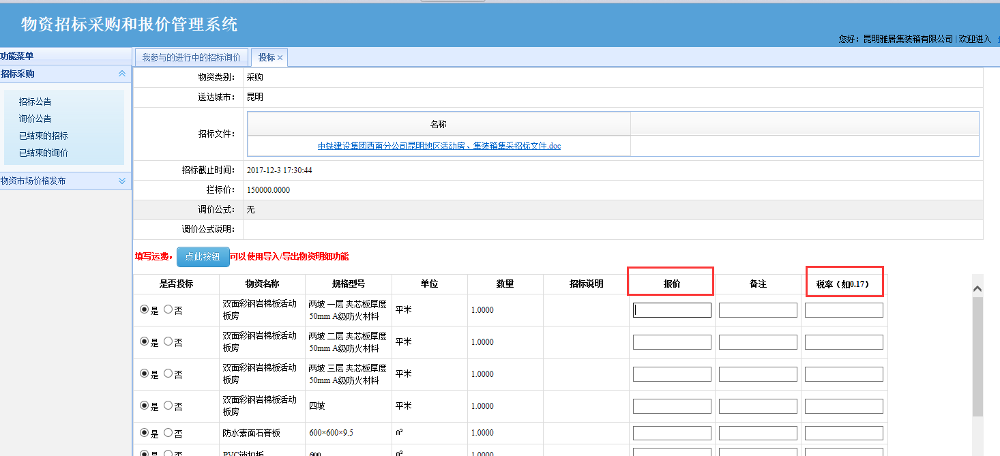 物资招标采购和报价管理系统
您好：昆明雅居集装箱有限公司 | 欢迎进入
功能菜单
我参与的进行中的招标询价 投标 ×
招标采购
招标公告
询价公告
已结束的招标
已结束的询价
物资市场价格发布
物资类别： 采购
送达城市： 昆明
招标文件：
名称
中铁建设集团西南分公司昆明地区活动房、集装箱集采招标文件.doc
招标截止时间： 2017-12-3 17:30:44
拦标价： 150000.0000
调价公式： 无
调价公式说明：
填写运费， 点此按钮 可以使用导入/导出物资明细功能
是否投标 物资名称 规格型号 单位 数量 招标说明 报价 备注 税率（如0.17）
是 否 双面彩钢岩棉板活动板房 两坡 一层 夹芯板厚度50mm A级防火材料 平米 1.0000
是 否 双面彩钢岩棉板活动板房 两坡 二层 夹芯板厚度50mm A级防火材料 平米 1.0000
是 否 双面彩钢岩棉板活动板房 两坡 三层 夹芯板厚度50mm A级防火材料 平米 1.0000
是 否 双面彩钢岩棉板活动板房 四坡 平米 1.0000
是 否 防水素面石膏板 600×600×9.5 ㎡ 1.0000
是 否 PVC锁扣板 6mm ㎡ 1.0000